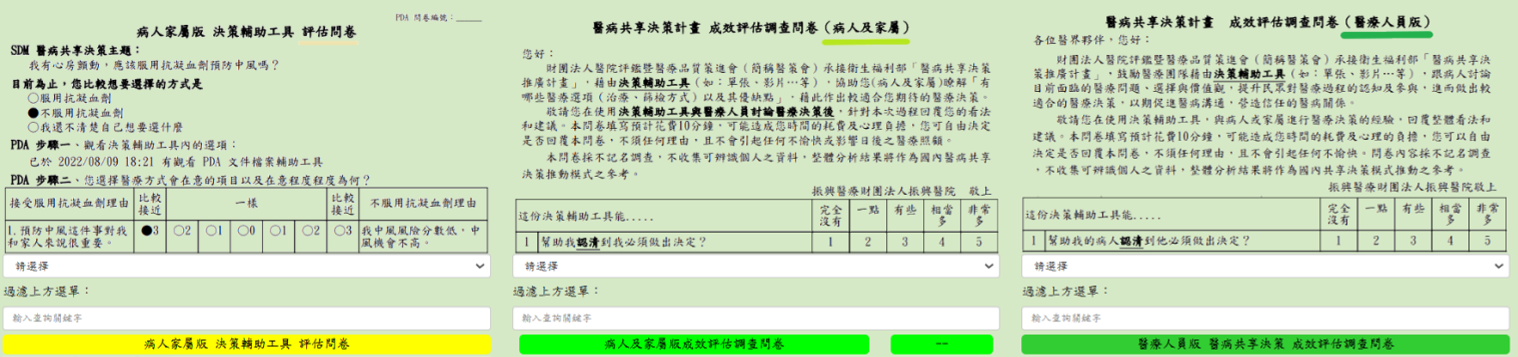 PDA 問卷編號：_____
病人家屬版 決策輔助工具 評估問卷
SDM 醫病共享決策主題：
我有心房顫動，應該服用抗凝血劑預防中風嗎？
目前為止，您比較想要選擇的方式是
○服用抗凝血劑
●不服用抗凝血劑
○我還不清楚自己想要選什麼
PDA 步驟一、觀看決策輔助工具內的選項：
已於 2022/08/09 18:21 有觀看 PDA 文件檔案輔助工具
PDA 步驟二、您選擇醫療方式會在意的項目以及在意程度程度為何？
接受服用抗凝血劑理由 比較接近 一樣 比較接近 不服用抗凝血劑理由
1.預防中風這件事對我和家人來說很重要。 ●3 ○2 ○1 ○0 ○1 ○2 ○3 我中風風險分數低，中風機會不高。
請選擇
過濾上方選單：
輸入查詢關鍵字
病人家屬版 決策輔助工具 評估問卷
醫病共享決策計畫 成效評估調查問卷（病人及家屬）
您好：
財團法人醫院評鑑暨醫療品質策進會（簡稱醫策會）承接衛生福利部「醫病共享決策
推廣計畫」，藉由決策輔助工具（如：單張、影片…等），協助您(病人及家屬)瞭解「有
哪些醫療選項（治療、篩檢方式）以及其優缺點」，藉此作出較適合您期待的醫療決策。
敬請您在使用決策輔助工具與醫療人員討論醫療決策後，針對本次過程回覆您的看法
和建議。本問卷填寫預計花費10分鐘，可能造成您時間的耗費及心理負擔，您可自由決定
是否回覆本問卷，不須任何理由，且不會引起任何不愉快及影響日後之醫療照顧。
本問卷採不記名調查，不收集可辨識個人之資料，整體分析結果將作為國內醫病共享
決策推動模式之參考。
振興醫療財團法人振興醫院 敬上
這份決策輔助工具能..... 完全沒有 一點 有些 相當多 非常多
1 幫助我認清到我必須做出決定？ 1 2 3 4 5
請選擇
過濾上方選單：
輸入查詢關鍵字
病人及家屬版成效評估調查問卷
--
醫病共享決策計畫 成效評估調查問卷（醫療人員版）
各位醫界夥伴，您好：
財團法人醫院評鑑暨醫療品質策進會（簡稱醫策會）承接衛生福利部「醫病共享決
策推廣計畫」，鼓勵醫療團隊藉由決策輔助工具（如：單張、影片…等），跟病人討論
目前面臨的醫療問題、選擇與價值觀，提升民眾對醫療過程的認知及參與，進而做出較
適合的醫療決策，以期促進醫病溝通，營造信任的醫病關係。
敬請您在使用決策輔助工具，與病人或家屬進行醫療決策的經驗，回覆整體看法和
建議。本問卷填寫預計花費10分鐘，可能造成您時間的耗費及心理的負擔，您可以自由
決定是否回覆本問卷，不須任何理由，且不會引起任何不愉快。問卷內容採不記名調查
，不收集可辨識個人之資料，整體分析結果將作為國內共享決策模式推動之參考。
振興醫療財團法人振興醫院敬上
這份決策輔助工具能..... 完全沒有 一點 有些 相當多 非常多
1 幫助我的病人認清到他必須做出決定？ 1 2 3 4 5
請選擇
過濾上方選單：
輸入查詢關鍵字
醫療人員版 醫病共享決策 成效評估調查問卷